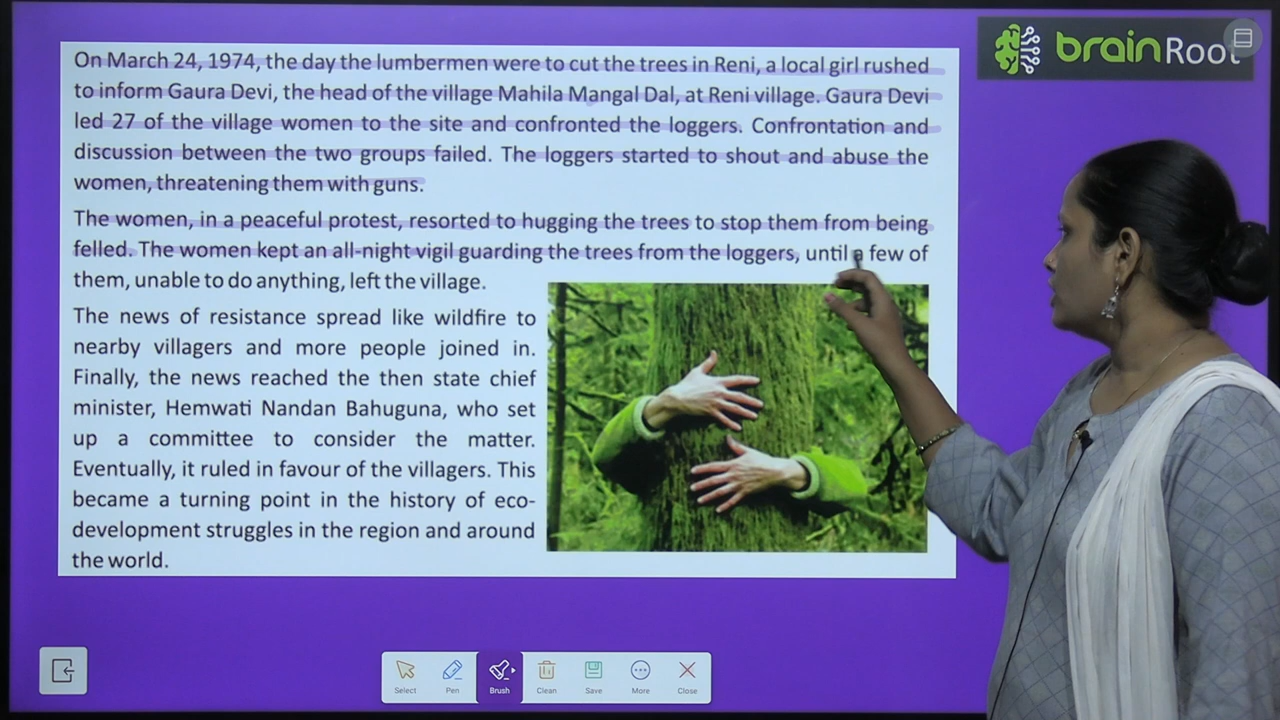 brainRoot
On March 24, 1974, the day the lumbermen were to cut the trees in Reni, a local girl rushed
to inform Gaura Devi, the head of the village Mahila Mangal Dal, at Reni village. Gaura Devi
led 27 of the village women to the site and confronted the loggers. Confrontation and
discussion between the two groups failed. The loggers started to shout and abuse the
women, threatening them with guns.
The women, in a peaceful protest, resorted to hugging the trees to stop them from being
felled. The women kept an all-night vigil guarding the trees from the loggers, until a few of
them, unable to do anything, left the village.
The news of resistance spread like wildfire to
nearby villagers and more people joined in.
Finally, the news reached the then state chief
minister, Hemwati Nandan Bahuguna, who set
up a committee to consider the matter.
Eventually, it ruled in favour of the villagers. This
became a turning point in the history of eco-
development struggles in the region and around
the world.
Select Pen Brush Clean Save More Close